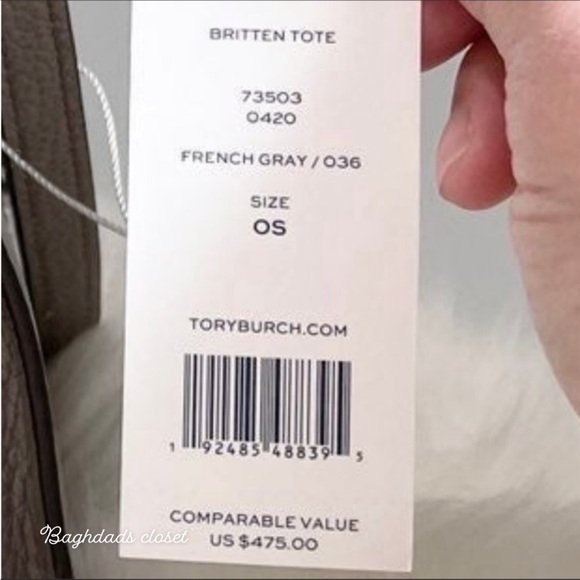 BRITTEN TOTE
73503
0420
FRENCH GRAY / 036
SIZE
OS
TORYBURCH.COM
1 92485 48839 5
COMPARABLE VALUE
US $475.00
Baghdads closet